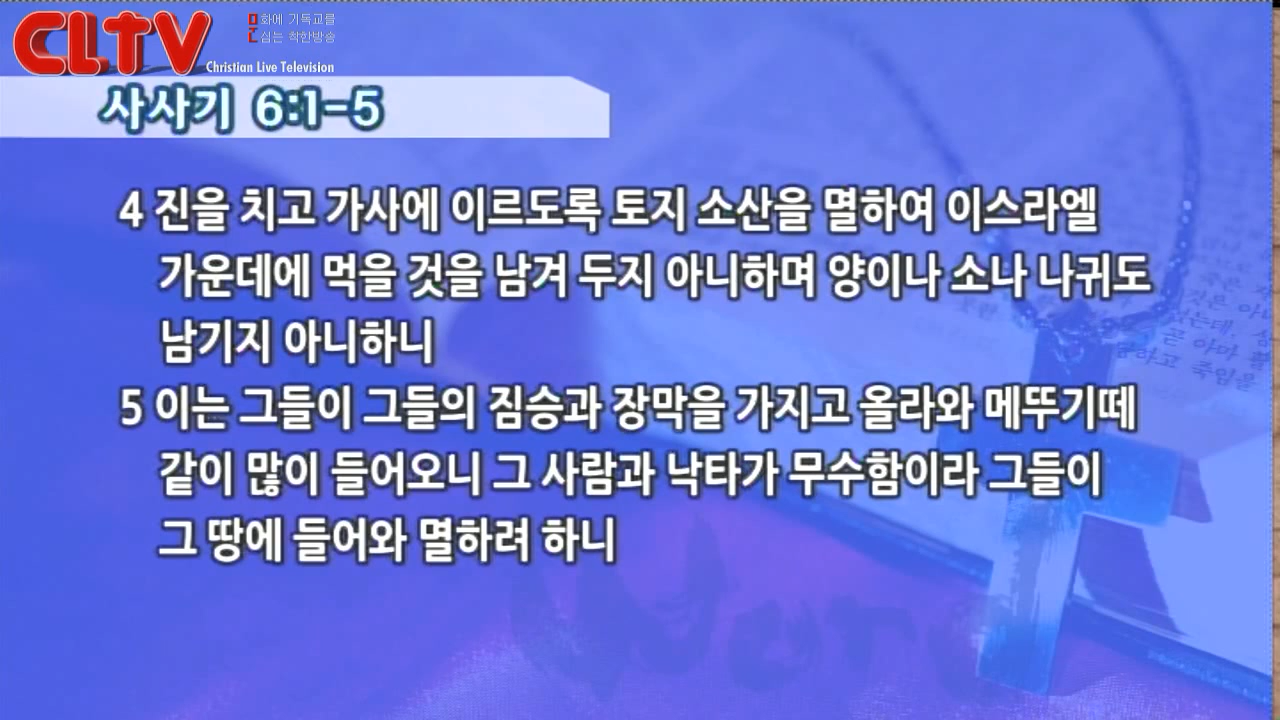 CLTV
문화에 기독교를
심는 착한방송
Christian Live Television
사사기 6:1-5
4 진을 치고 가사에 이르도록 토지 소산을 멸하여 이스라엘
가운데에 먹을 것을 남겨 두지 아니하며 양이나 소나 나귀도
남기지 아니하니
5 이는 그들이 그들의 짐승과 장막을 가지고 올라와 메뚜기떼
같이 많이 들어오니 그 사람과 낙타가 무수함이라 그들이
그 땅에 들어와 멸하려 하니
Word